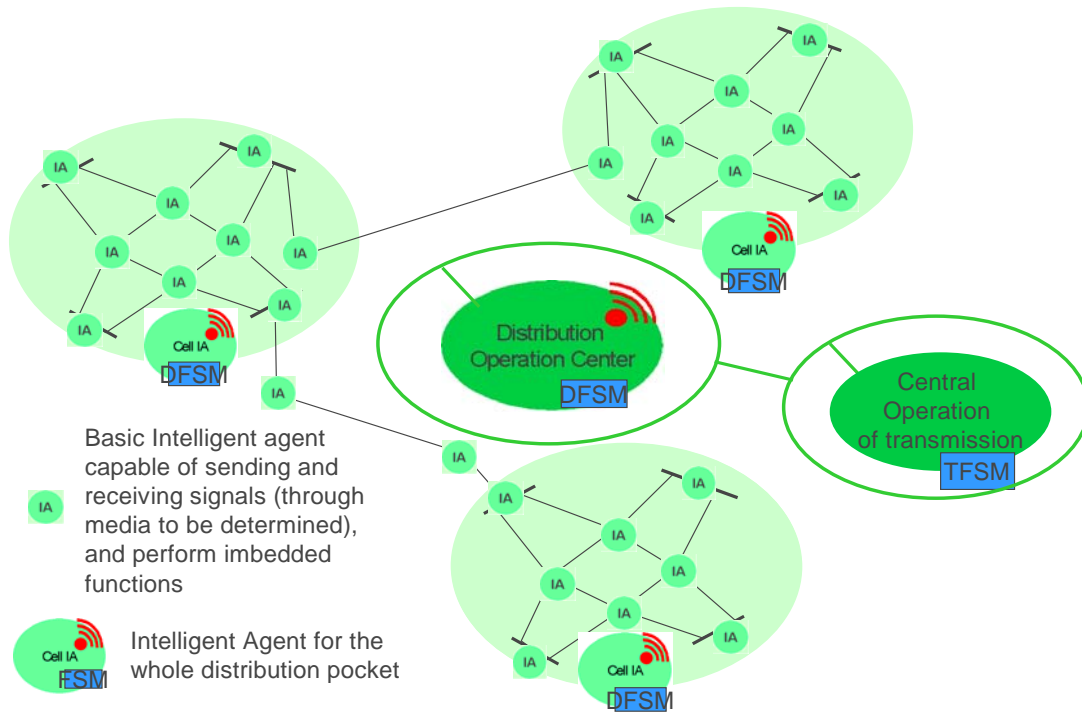 IA
IA
IA
IA
IA
IA
IA
IA
IA
Cell IA
DFSM
IA
IA
IA
IA
IA
IA
IA
IA
IA
Cell IA
DFSM
IA
IA
Distribution
Operation Center
DFSM
Central
Operation
of transmission
TFSM
IA
IA
IA
IA
IA
IA
IA
IA
Cell IA
DFSM
IA
Basic Intelligent agent
capable of sending and
receiving signals (through
media to be determined),
and perform imbedded
functions
Cell IA
FSM
Intelligent Agent for the
whole distribution pocket